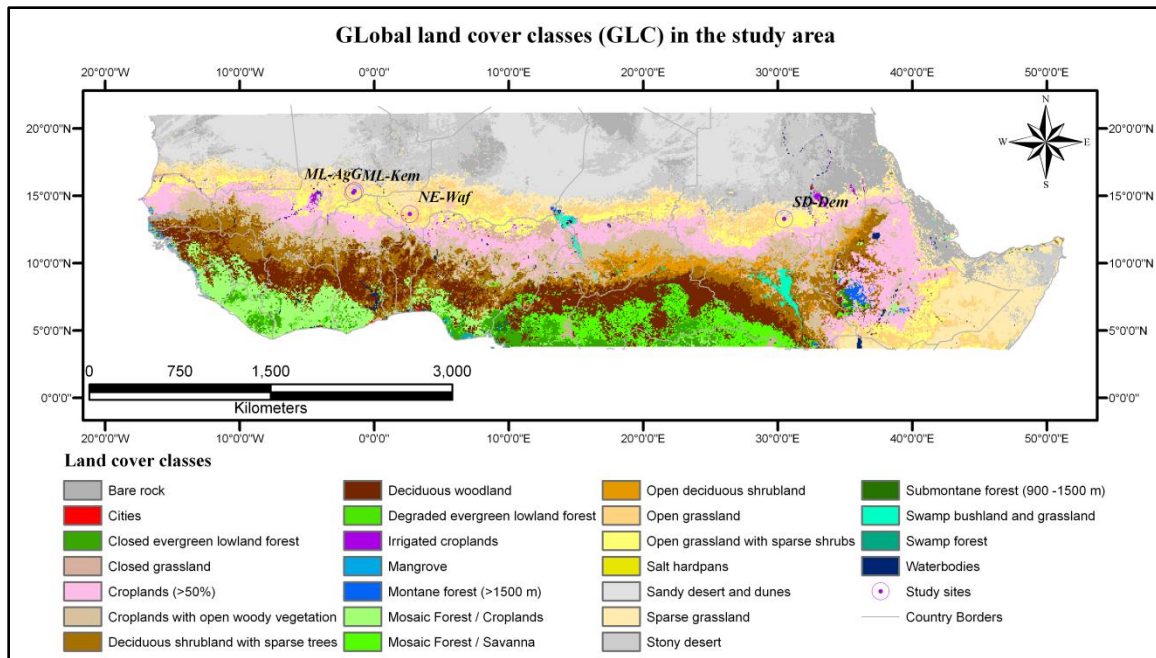 GLobal land cover classes (GLC) in the study area
20°0'0"W 10°0'0"W 0°0'0" 10°0'0"E 20°0'0"E 30°0'0"E 40°0'0"E 50°0'0"E
N
20°0'0"N 20°0'0"N
W E
S
ML-AgG ML-Kem
15°0'0"N 15°0'0"N
NE-Waf SD-Dem
10°0'0"N 10°0'0"N
5°0'0"N 5°0'0"N
0 750 1,500 3,000
0°0'0"N 0°0'0"N
Kilometers
20°0'0"W 10°0'0"W 0°0'0" 10°0'0"E 20°0'0"E 30°0'0"E 40°0'0"E 50°0'0"E
Land cover classes
Bare rock
Cities
Closed evergreen lowland forest
Closed grassland
Croplands (>50%)
Croplands with open woody vegetation
Deciduous shrubland with sparse trees
Deciduous woodland
Degraded evergreen lowland forest
Irrigated croplands
Mangrove
Montane forest (>1500 m)
Mosaic Forest / Croplands
Mosaic Forest / Savanna
Open deciduous shrubland
Open grassland
Open grassland with sparse shrubs
Salt hardpans
Sandy desert and dunes
Sparse grassland
Stony desert
Submontane forest (900 -1500 m)
Swamp bushland and grassland
Swamp forest
Waterbodies
Study sites
Country Borders